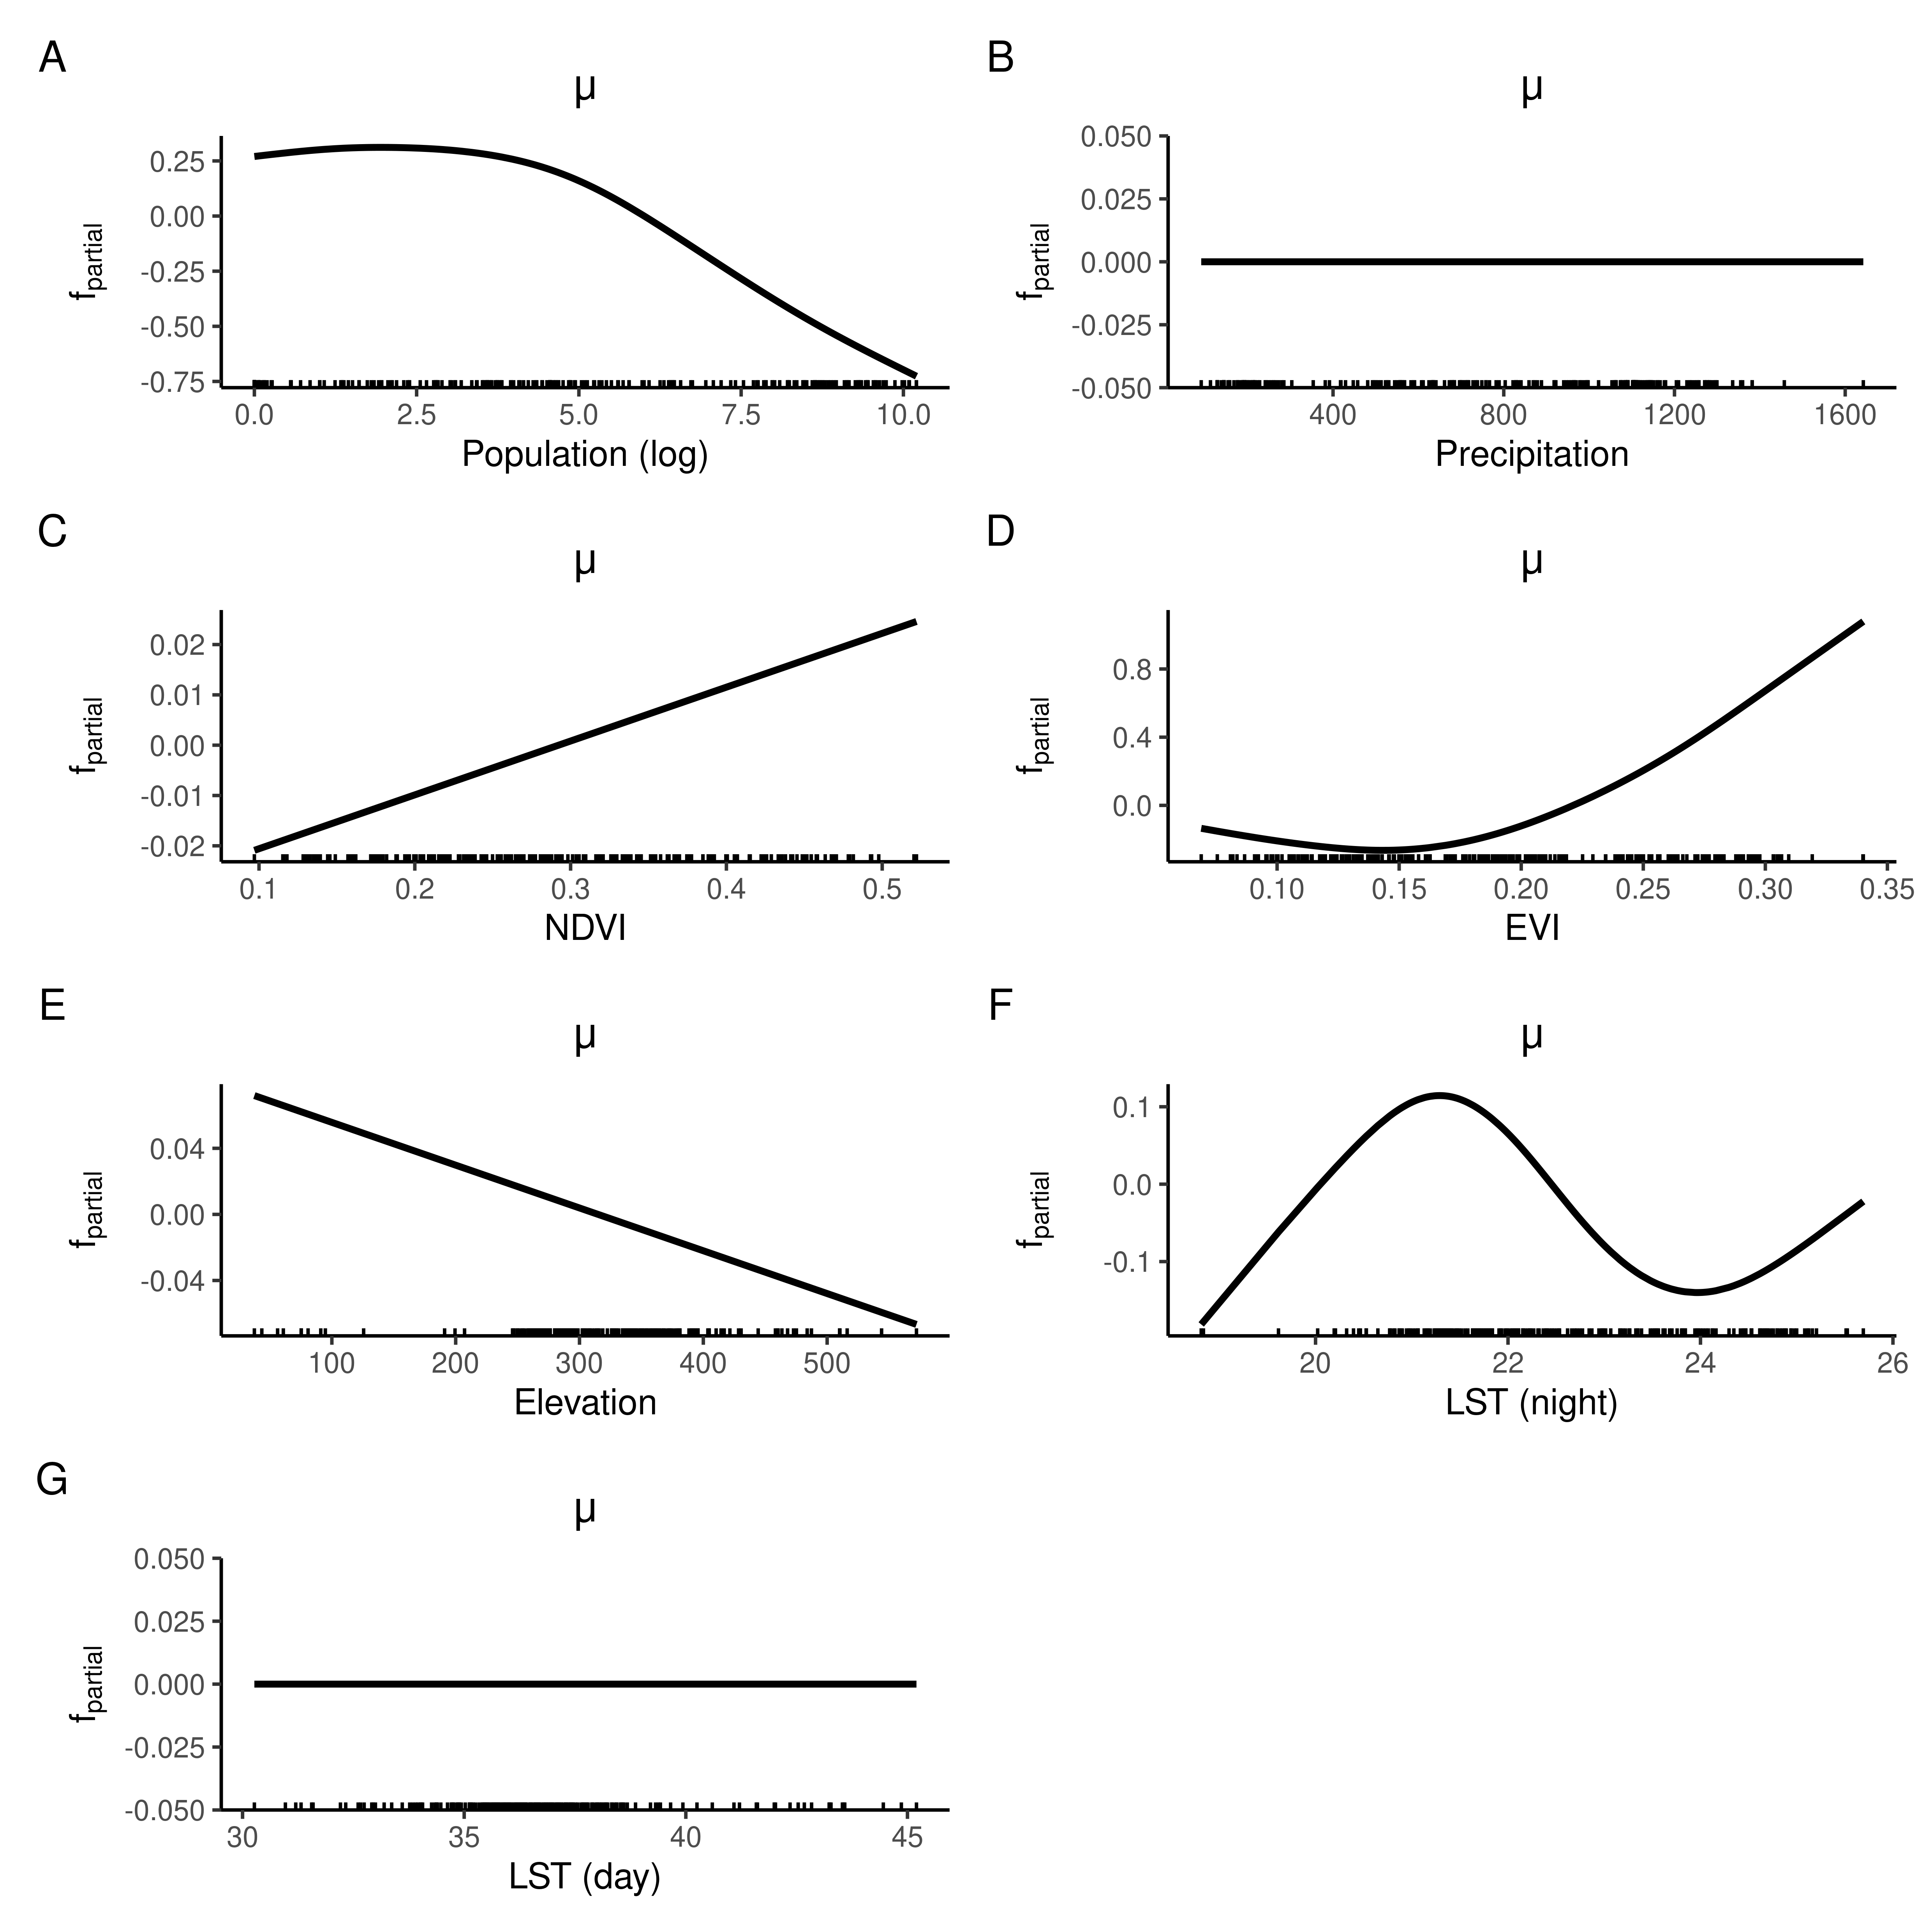 A
μ
0.25
0.00
-0.25
-0.50
-0.75
fpartial
0.0 2.5 5.0 7.5 10.0
Population (log)
B
μ
0.050
0.025
0.000
-0.025
-0.050
fpartial
400 800 1200 1600
Precipitation
C
μ
0.02
0.01
0.00
-0.01
-0.02
fpartial
0.1 0.2 0.3 0.4 0.5
NDVI
D
μ
0.8
0.4
0.0
fpartial
0.10 0.15 0.20 0.25 0.30 0.35
EVI
E
μ
0.04
0.00
-0.04
fpartial
100 200 300 400 500
Elevation
F
μ
0.1
0.0
-0.1
fpartial
20 22 24 26
LST (night)
G
μ
0.050
0.025
0.000
-0.025
-0.050
fpartial
30 35 40 45
LST (day)